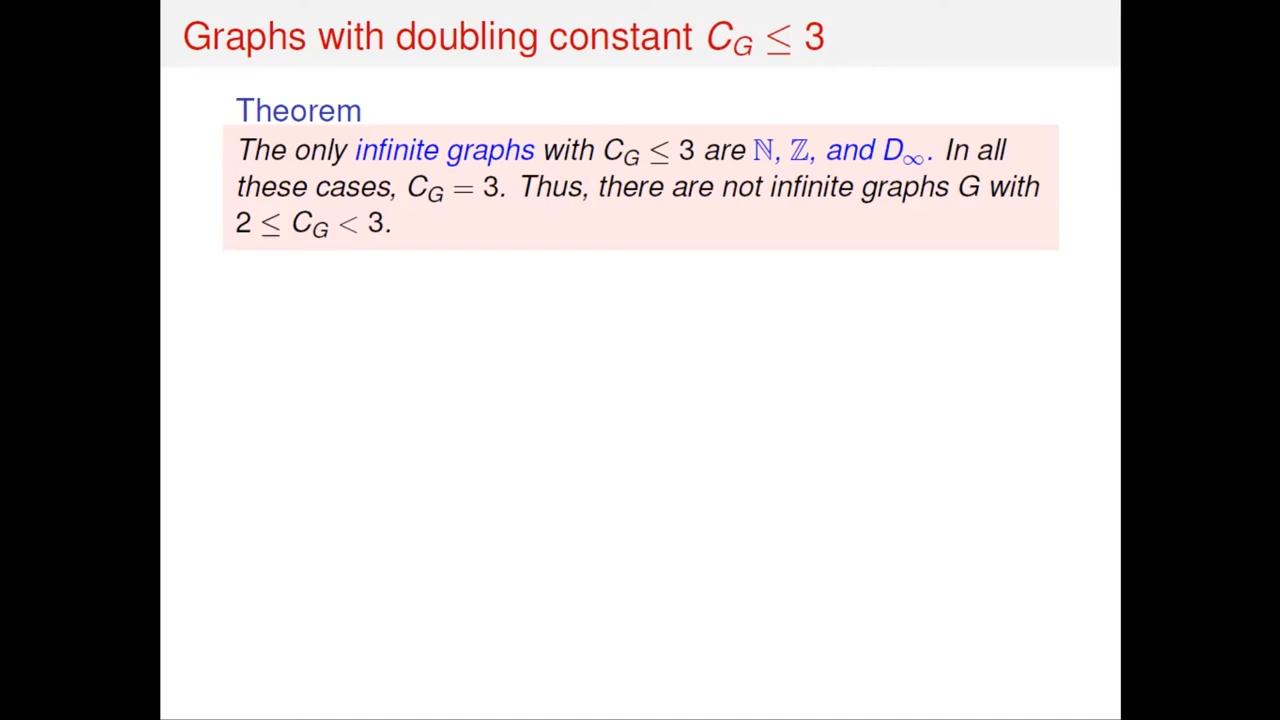 Graphs with doubling constant C_G ≤ 3
Theorem
The only infinite graphs with C_G ≤ 3 are ℕ, ℤ, and D_∞. In all
these cases, C_G = 3. Thus, there are not infinite graphs G with
2 ≤ C_G < 3.